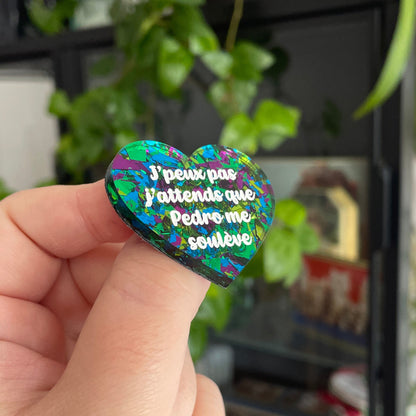 J'peux pas
j'attends que
Pedro me
soulève